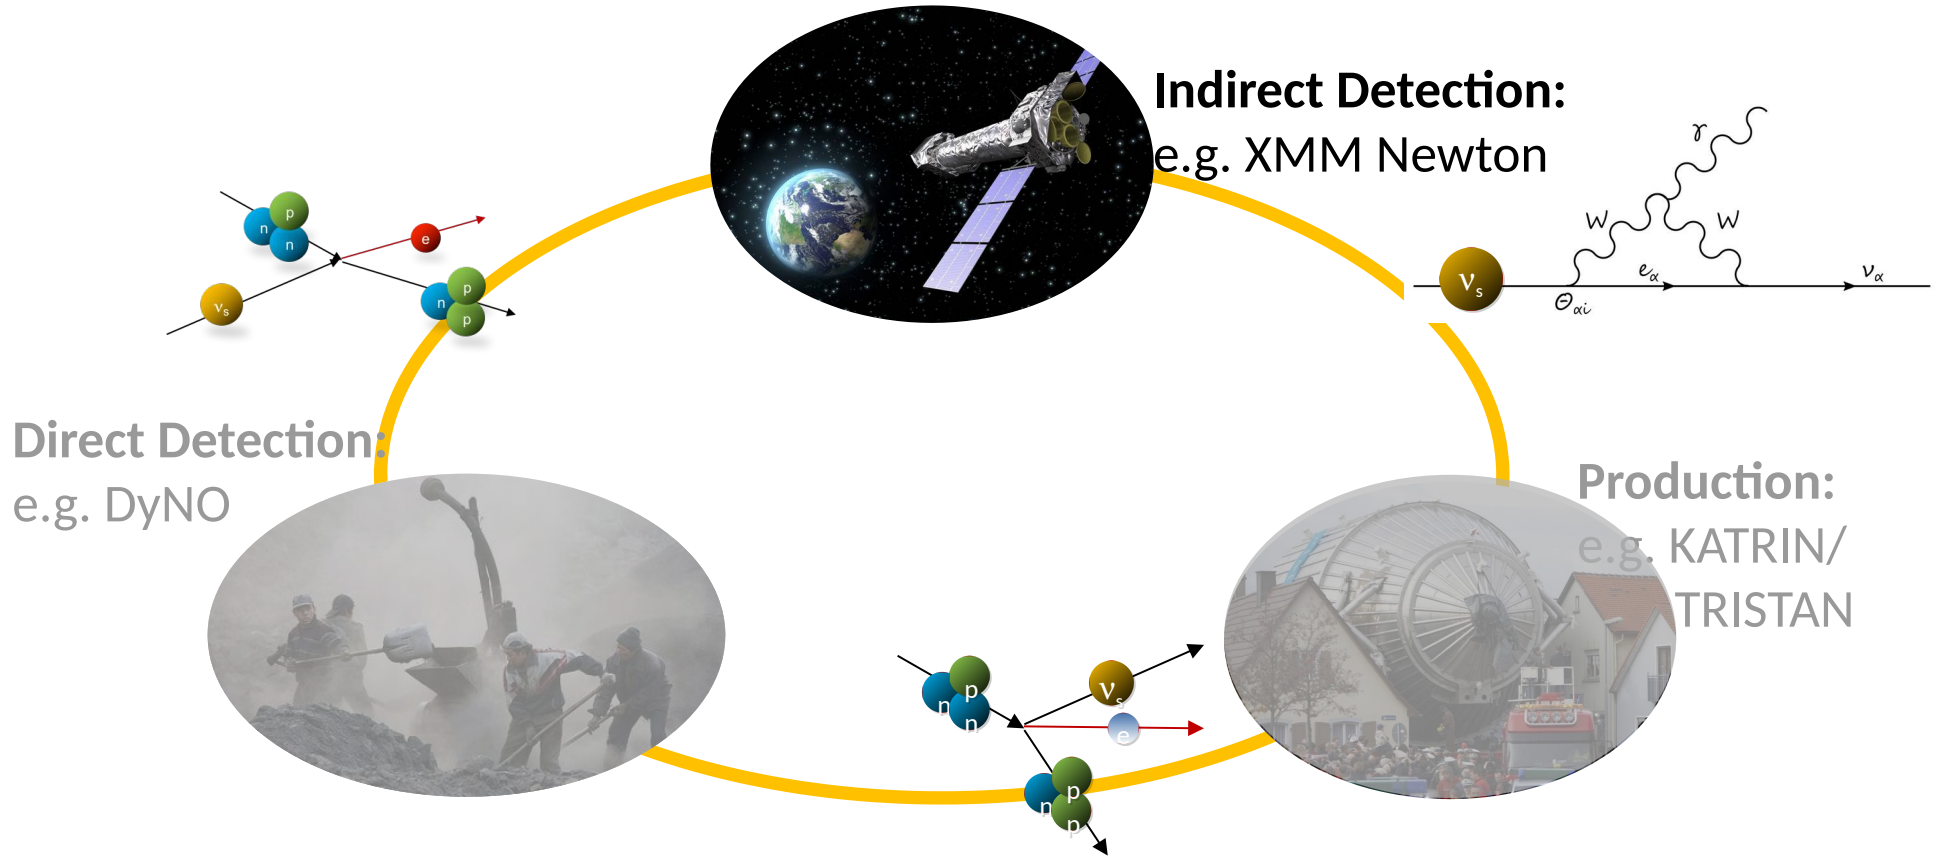 Indirect Detection:
e.g. XMM Newton
γ
W
W
ν_s
e_α
ν_α
Θ_αi
p
n
n
e
ν_s
p
n
p
Direct Detection:
e.g. DyNO
Production:
e.g. KATRIN/
TRISTAN
p
n
n
ν_s
e
p
n
p